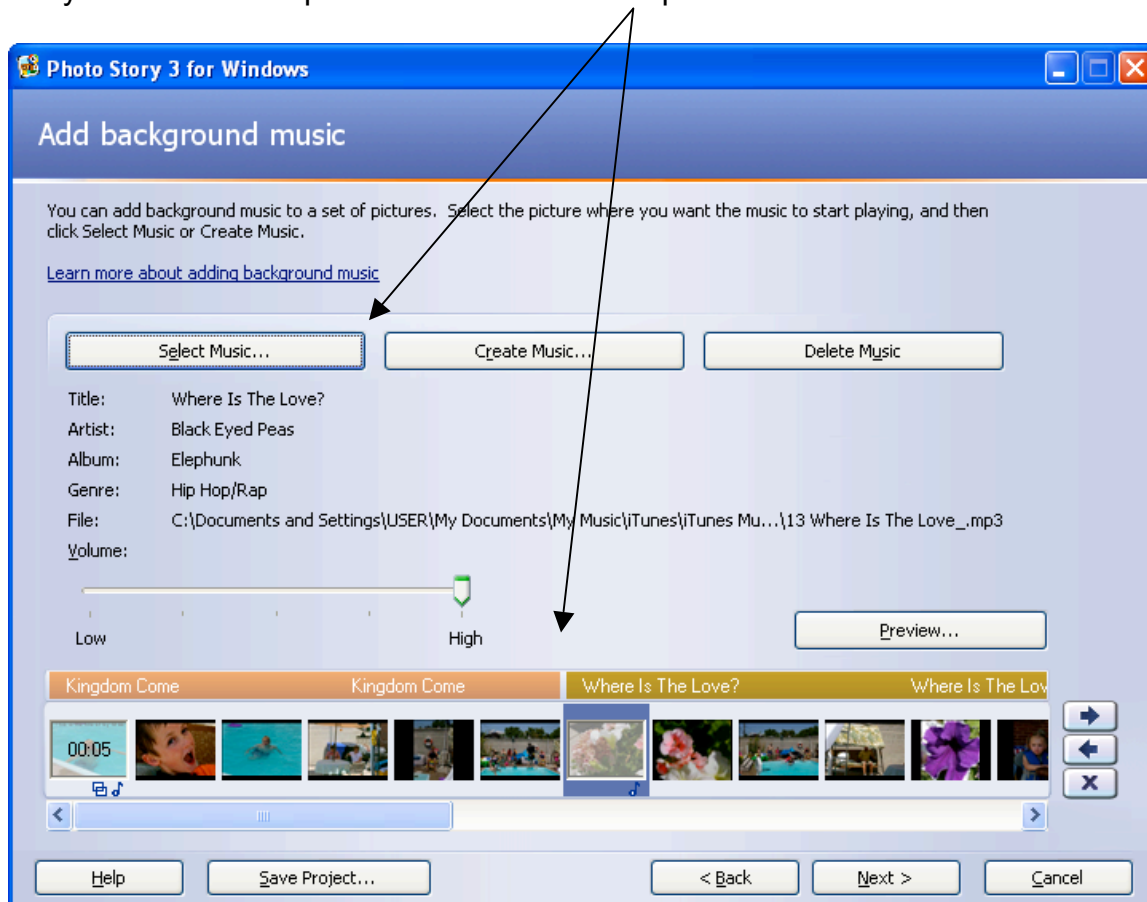 Photo Story 3 for Windows
Add background music
You can add background music to a set of pictures. Select the picture where you want the music to start playing, and then
click Select Music or Create Music.
Learn more about adding background music
Select Music...
Create Music...
Delete Music
Title: Where Is The Love?
Artist: Black Eyed Peas
Album: Elephunk
Genre: Hip Hop/Rap
File: C:\Documents and Settings\USER\My Documents\My Music\iTunes\iTunes Mu...\13 Where Is The Love_.mp3
Volume:
Low High
Preview...
Kingdom Come Kingdom Come Where Is The Love? Where Is The Lov
00:05
Help
Save Project...
< Back
Next >
Cancel